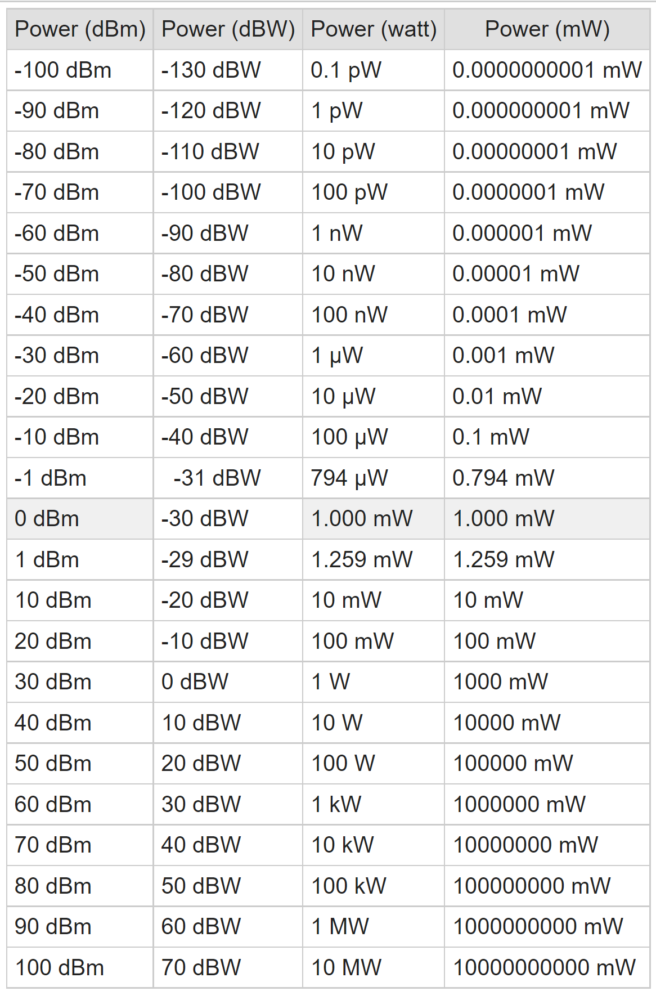 Power (dBm) Power (dBW) Power (watt) Power (mW)
-100 dBm -130 dBW 0.1 pW 0.0000000001 mW
-90 dBm -120 dBW 1 pW 0.000000001 mW
-80 dBm -110 dBW 10 pW 0.00000001 mW
-70 dBm -100 dBW 100 pW 0.0000001 mW
-60 dBm -90 dBW 1 nW 0.000001 mW
-50 dBm -80 dBW 10 nW 0.00001 mW
-40 dBm -70 dBW 100 nW 0.0001 mW
-30 dBm -60 dBW 1 μW 0.001 mW
-20 dBm -50 dBW 10 μW 0.01 mW
-10 dBm -40 dBW 100 μW 0.1 mW
-1 dBm -31 dBW 794 μW 0.794 mW
0 dBm -30 dBW 1.000 mW 1.000 mW
1 dBm -29 dBW 1.259 mW 1.259 mW
10 dBm -20 dBW 10 mW 10 mW
20 dBm -10 dBW 100 mW 100 mW
30 dBm 0 dBW 1 W 1000 mW
40 dBm 10 dBW 10 W 10000 mW
50 dBm 20 dBW 100 W 100000 mW
60 dBm 30 dBW 1 kW 1000000 mW
70 dBm 40 dBW 10 kW 10000000 mW
80 dBm 50 dBW 100 kW 100000000 mW
90 dBm 60 dBW 1 MW 1000000000 mW
100 dBm 70 dBW 10 MW 10000000000 mW